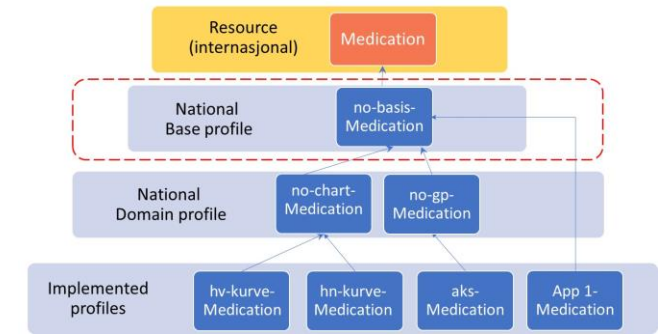 Resource
(internasjonal)
Medication
National
Base profile
no-basis-
Medication
National
Domain profile
no-chart-
Medication
no-gp-
Medication
Implemented
profiles
hv-kurve-
Medication
hn-kurve-
Medication
aks-
Medication
App 1-
Medication